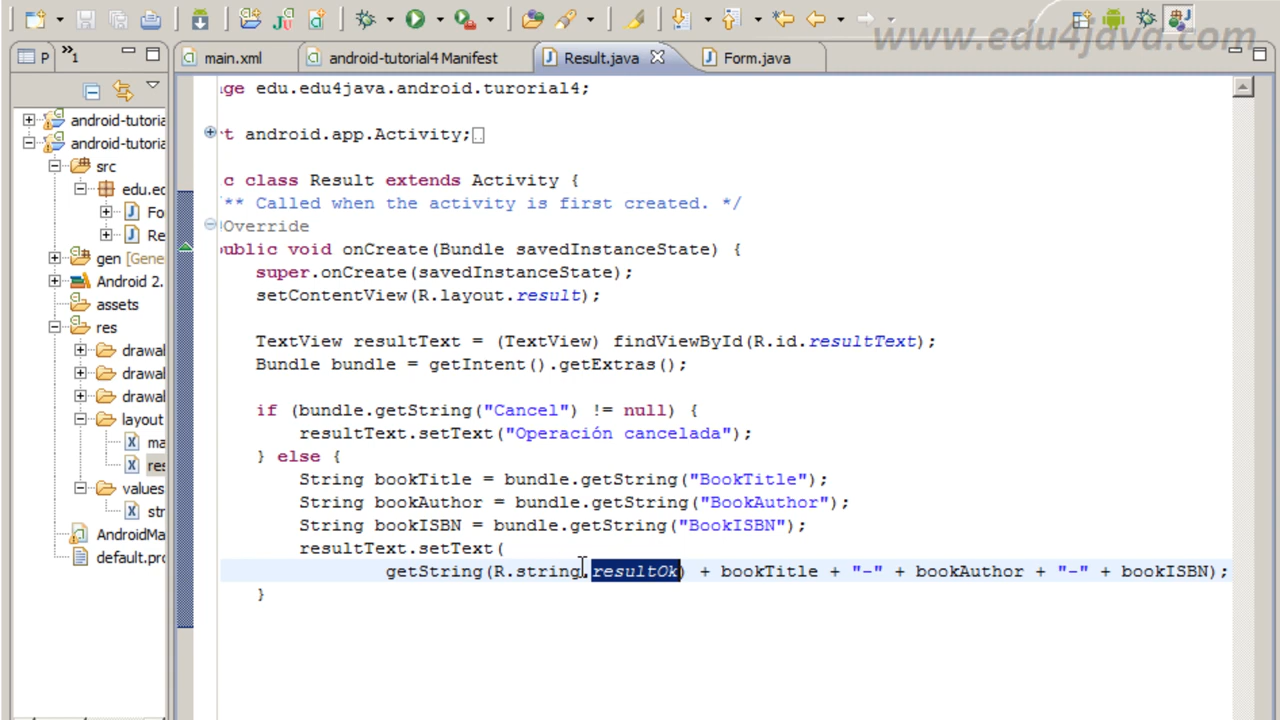 www.edu4java.com
P
»1
main.xml
android-tutorial4 Manifest
Result.java
Form.java
android-tutoria
android-tutoria
src
edu.ed
Fo
Re
gen [Gene
Android 2.
assets
res
drawal
drawal
drawal
layout
ma
res
values
str
AndroidMa
default.pro
age edu.edu4java.android.turorial4;
t android.app.Activity;
c class Result extends Activity {
** Called when the activity is first created. */
Override
public void onCreate(Bundle savedInstanceState) {
super.onCreate(savedInstanceState);
setContentView(R.layout.result);
TextView resultText = (TextView) findViewById(R.id.resultText);
Bundle bundle = getIntent().getExtras();
if (bundle.getString("Cancel") != null) {
resultText.setText("Operación cancelada");
} else {
String bookTitle = bundle.getString("BookTitle");
String bookAuthor = bundle.getString("BookAuthor");
String bookISBN = bundle.getString("BookISBN");
resultText.setText(
getString(R.string.resultOk) + bookTitle + "-" + bookAuthor + "-" + bookISBN);
}